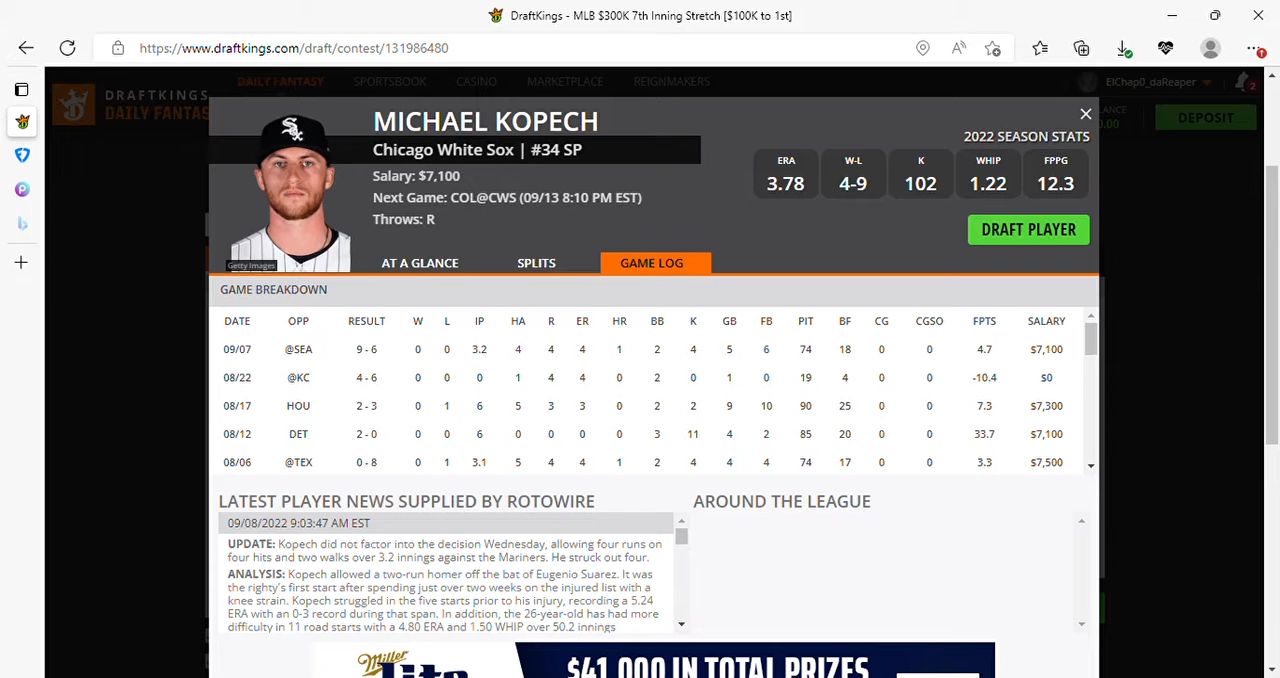 DraftKings - MLB $300K 7th Inning Stretch [$100K to 1st]
https://www.draftkings.com/draft/contest/131986480
DAILY FANTASY SPORTSBOOK CASINO MARKETPLACE REIGNMAKERS
ElChap0_daReaper
2
DRAFTKINGS
DAILY FANTAS
DEPOSIT
MICHAEL KOPECH
Chicago White Sox | #34 SP
Salary: $7,100
Next Game: COL@CWS (09/13 8:10 PM EST)
Throws: R
Getty Images
2022 SEASON STATS
ERA W-L K WHIP FPPG
3.78 4-9 102 1.22 12.3
DRAFT PLAYER
AT A GLANCE SPLITS GAME LOG
GAME BREAKDOWN
DATE OPP RESULT W L IP HA R ER HR BB K GB FB PIT BF CG CGSO FPTS SALARY
09/07 @SEA 9 - 6 0 0 3.2 4 4 4 1 2 4 5 6 74 18 0 0 4.7 $7,100
08/22 @KC 4 - 6 0 0 0 1 4 4 0 2 0 1 0 19 4 0 0 -10.4 $0
08/17 HOU 2 - 3 0 1 6 5 3 3 0 2 2 9 10 90 25 0 0 7.3 $7,300
08/12 DET 2 - 0 0 0 6 0 0 0 0 3 11 4 2 85 20 0 0 33.7 $7,100
08/06 @TEX 0 - 8 0 1 3.1 5 4 4 1 2 4 4 4 74 17 0 0 3.3 $7,500
LATEST PLAYER NEWS SUPPLIED BY ROTOWIRE
09/08/2022 9:03:47 AM EST
UPDATE: Kopech did not factor into the decision Wednesday, allowing four runs on
four hits and two walks over 3.2 innings against the Mariners. He struck out four.
ANALYSIS: Kopech allowed a two-run homer off the bat of Eugenio Suarez. It was
the righty's first start after spending just over two weeks on the injured list with a
knee strain. Kopech struggled in the five starts prior to his injury, recording a 5.24
ERA with an 0-3 record during that span. In addition, the 26-year-old has had more
difficulty in 11 road starts with a 4.80 ERA and 1.50 WHIP over 50.2 innings
AROUND THE LEAGUE
Miller
$41,000 IN TOTAL PRIZES